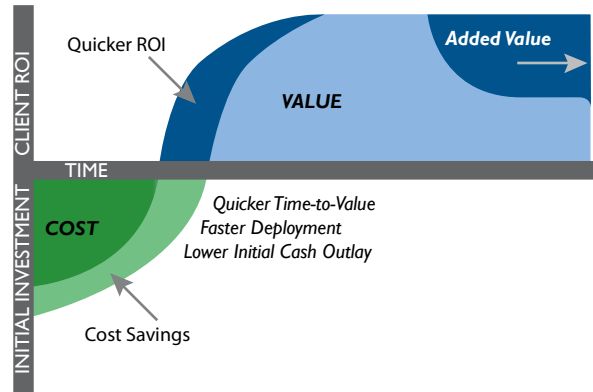 CLIENT ROI
Quicker ROI
Added Value
VALUE
TIME
INITIAL INVESTMENT
COST
Quicker Time-to-Value
Faster Deployment
Lower Initial Cash Outlay
Cost Savings